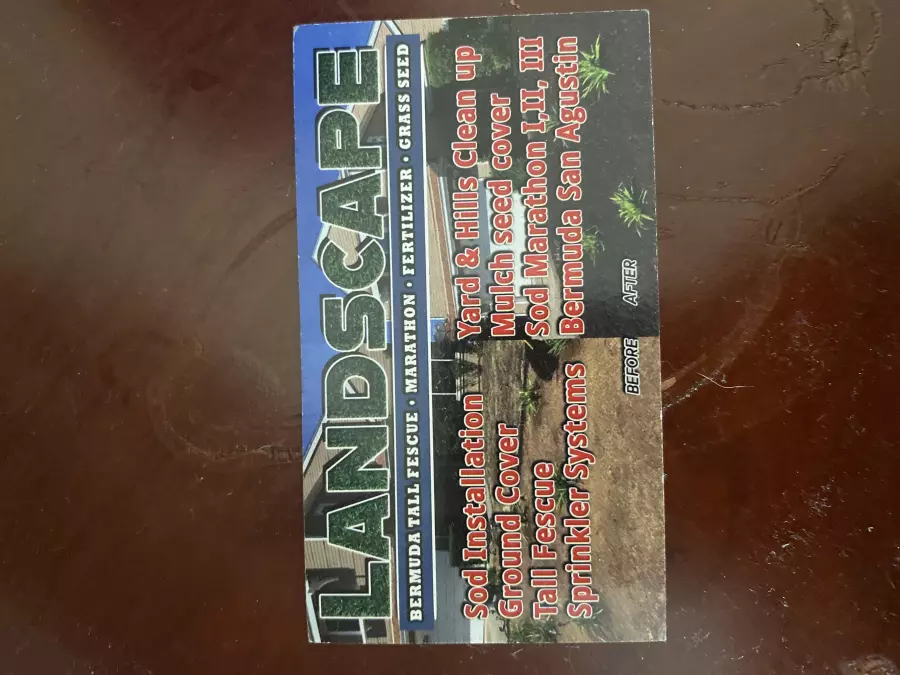 LANDSCAPE
BERMUDA TALL FESCUE • MARATHON • FERTILIZER • GRASS SEED
Sod Installation
Ground Cover
Tall Fescue
Sprinkler Systems
Yard & Hills Clean up
Mulch seed cover
Sod Marathon I,II, III
Bermuda San Agustin
BEFORE
AFTER